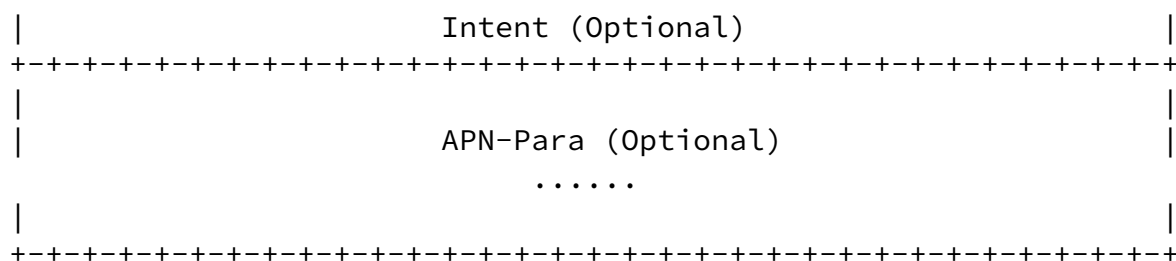 |                       Intent (Optional)                       |
+-+-+-+-+-+-+-+-+-+-+-+-+-+-+-+-+-+-+-+-+-+-+-+-+-+-+-+-+-+-+-+-+
|                                                               |
|                       APN-Para (Optional)                     |
                             ......
|                                                               |
+-+-+-+-+-+-+-+-+-+-+-+-+-+-+-+-+-+-+-+-+-+-+-+-+-+-+-+-+-+-+-+-+